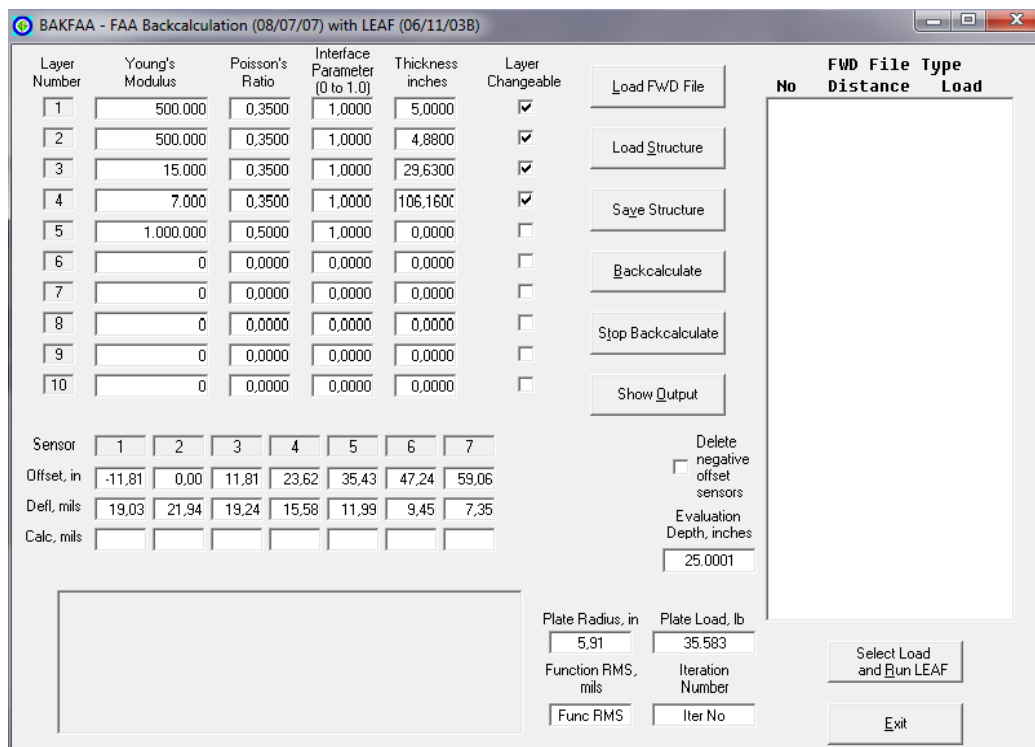 BAKFAA - FAA Backcalculation (08/07/07) with LEAF (06/11/03B)
Layer Number Young's Modulus Poisson's Ratio Interface Parameter (0 to 1.0) Thickness inches Layer Changeable
1 500.000 0,3500 1,0000 5,0000
2 500.000 0,3500 1,0000 4,8800
3 15.000 0,3500 1,0000 29,6300
4 7.000 0,3500 1,0000 106,1600
5 1.000.000 0,5000 1,0000 0,0000
6 0 0,0000 0,0000 0,0000
7 0 0,0000 0,0000 0,0000
8 0 0,0000 0,0000 0,0000
9 0 0,0000 0,0000 0,0000
10 0 0,0000 0,0000 0,0000
Load FWD File
Load Structure
Save Structure
Backcalculate
Stop Backcalculate
Show Output
FWD File Type
No Distance Load
Sensor 1 2 3 4 5 6 7
Offset, in -11,81 0,00 11,81 23,62 35,43 47,24 59,06
Defl, mils 19,03 21,94 19,24 15,58 11,99 9,45 7,35
Calc, mils
Delete negative offset sensors
Evaluation Depth, inches
25.0001
Plate Radius, in Plate Load, lb
5,91 35.583
Function RMS, mils Iteration Number
Func RMS Iter No
Select Load and Run LEAF
Exit